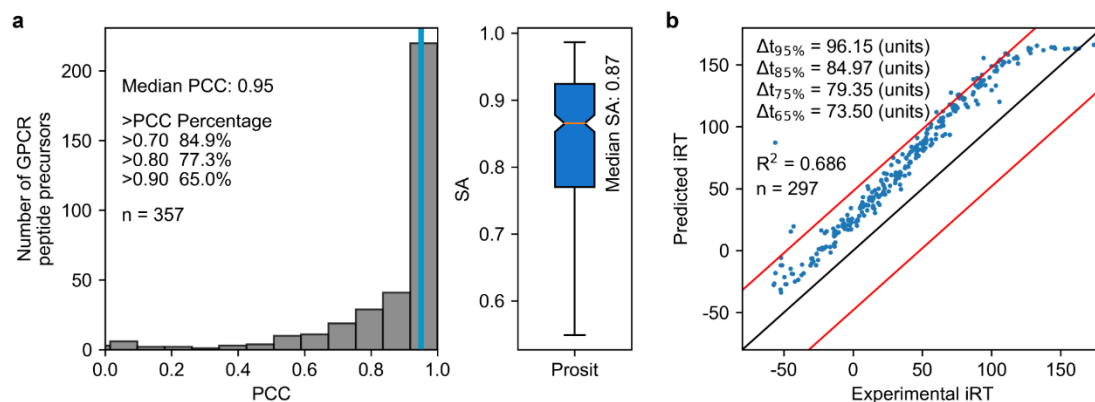 a
Number of GPCR
peptide precursors
200
150
100
50
0
Median PCC: 0.95
>PCC Percentage
>0.70 84.9%
>0.80 77.3%
>0.90 65.0%
n = 357
0.0 0.2 0.4 0.6 0.8 1.0
PCC
SA
1.0
0.9
0.8
0.7
0.6
Median SA: 0.87
Prosit
b
Predicted iRT
150
100
50
0
-50
Δt95% = 96.15 (units)
Δt85% = 84.97 (units)
Δt75% = 79.35 (units)
Δt65% = 73.50 (units)
R² = 0.686
n = 297
-50 0 50 100 150
Experimental iRT